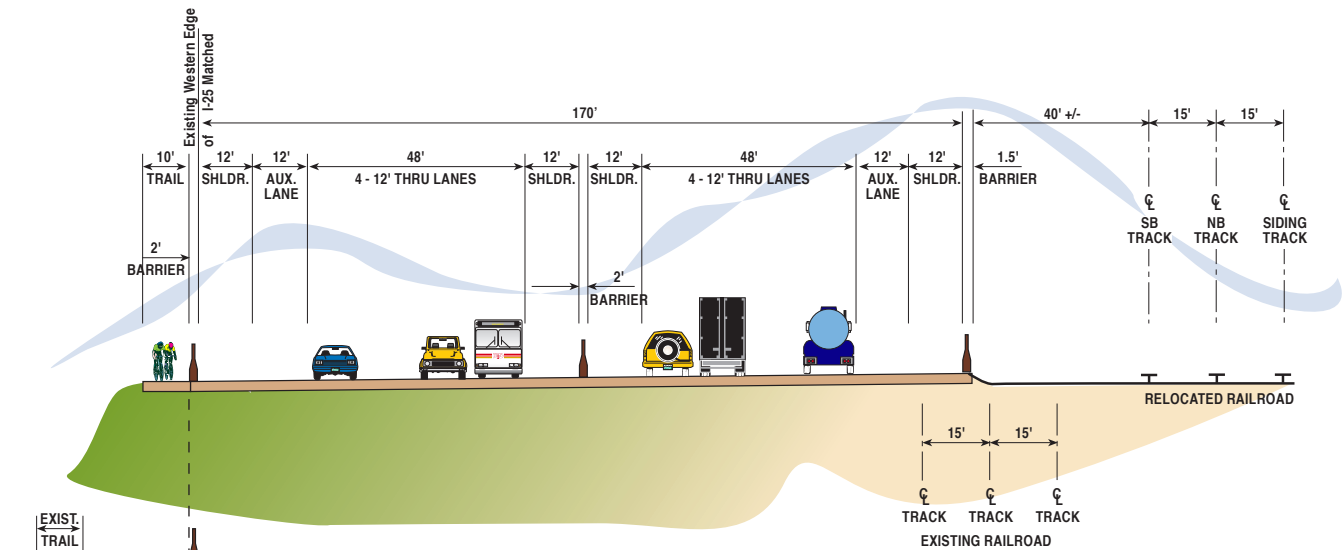 Existing Western Edge
of I-25 Matched
170'
40' +/-
15'
15'
10'
TRAIL
12'
SHLDR.
12'
AUX.
LANE
48'
4 - 12' THRU LANES
12'
SHLDR.
12'
SHLDR.
48'
4 - 12' THRU LANES
12'
AUX.
LANE
12'
SHLDR.
1.5'
BARRIER
℄
SB
TRACK
℄
NB
TRACK
℄
SIDING
TRACK
2'
BARRIER
2'
BARRIER
RELOCATED RAILROAD
15'
15'
℄
TRACK
℄
TRACK
℄
TRACK
EXISTING RAILROAD
EXIST.
TRAIL